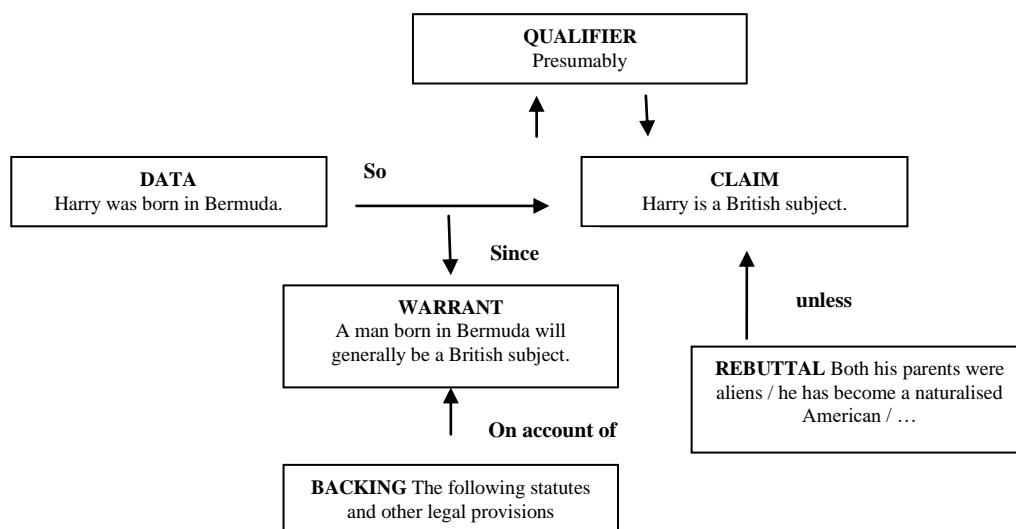 QUALIFIER
Presumably
So
DATA
Harry was born in Bermuda.
CLAIM
Harry is a British subject.
Since
WARRANT
A man born in Bermuda will
generally be a British subject.
unless
REBUTTAL Both his parents were
aliens / he has become a naturalised
American / …
On account of
BACKING The following statutes
and other legal provisions